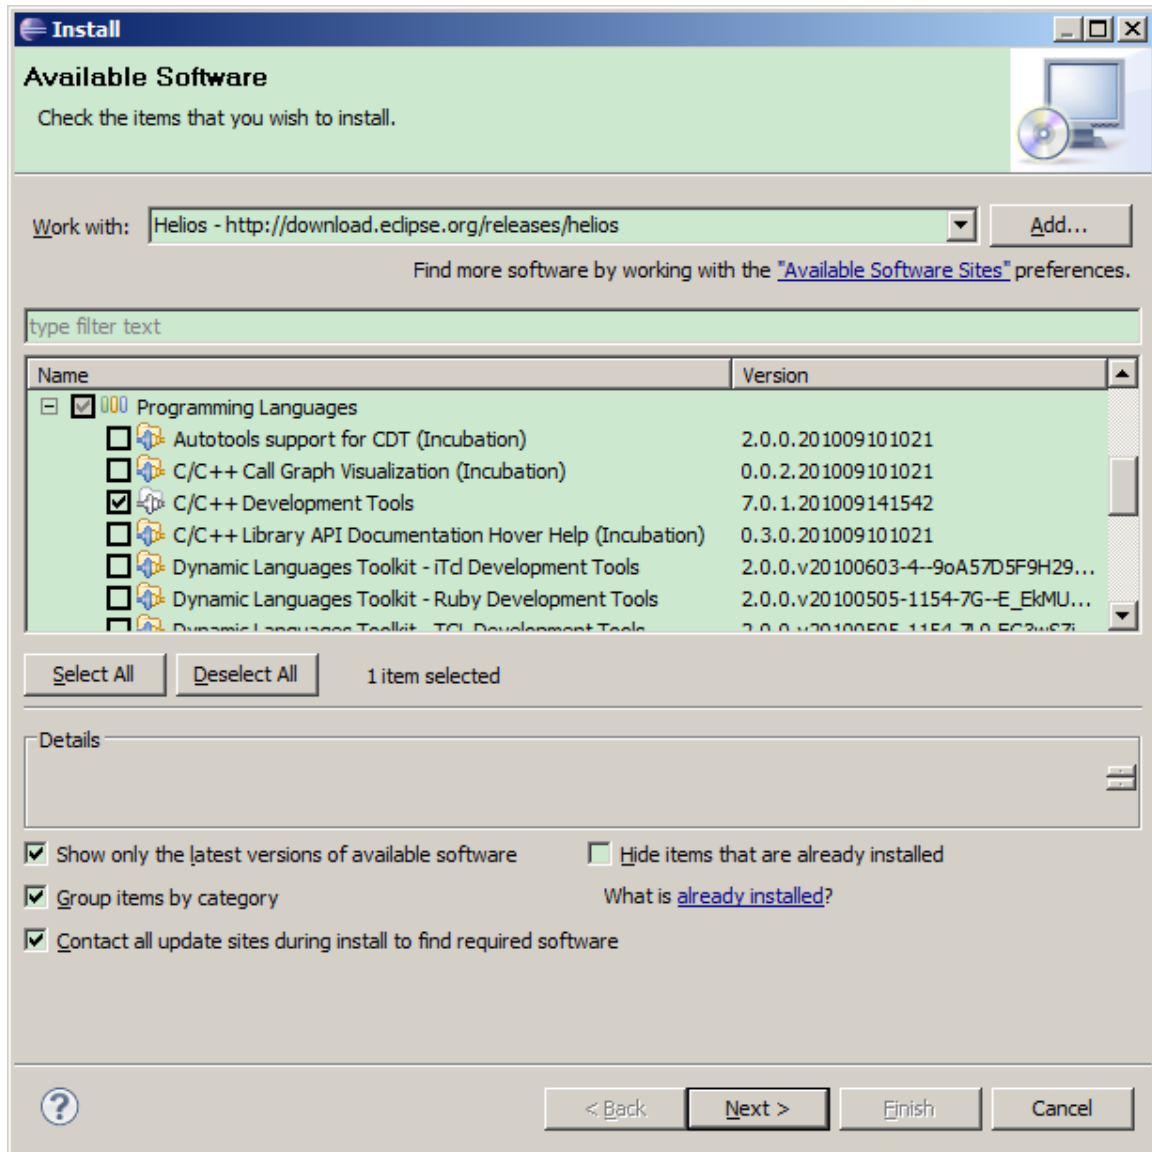 Install
Available Software
Check the items that you wish to install.
Work with: Helios - http://download.eclipse.org/releases/helios Add...
Find more software by working with the "Available Software Sites" preferences.
type filter text
Name Version
Programming Languages
Autotools support for CDT (Incubation) 2.0.0.201009101021
C/C++ Call Graph Visualization (Incubation) 0.0.2.201009101021
C/C++ Development Tools 7.0.1.201009141542
C/C++ Library API Documentation Hover Help (Incubation) 0.3.0.201009101021
Dynamic Languages Toolkit - iTcl Development Tools 2.0.0.v20100603-4--9oA57D5F9H29...
Dynamic Languages Toolkit - Ruby Development Tools 2.0.0.v20100505-1154-7G--E_EkMU...
Dynamic Languages Toolkit - TCL Development Tools
Select All Deselect All 1 item selected
Details
Show only the latest versions of available software Hide items that are already installed
Group items by category What is already installed?
Contact all update sites during install to find required software
? < Back Next > Finish Cancel